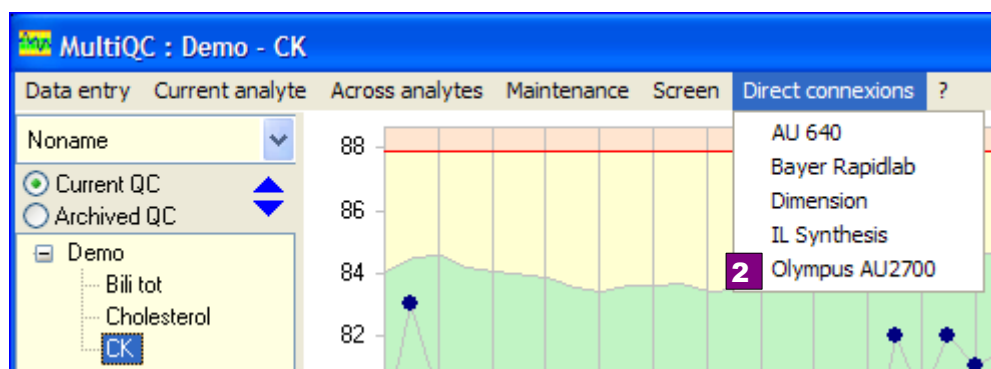 MultiQC : Demo - CK
Data entry Current analyte Across analytes Maintenance Screen Direct connexions ?
Noname
Current QC
Archived QC
Demo
Bili tot
Cholesterol
CK
88
86
84
82
AU 640
Bayer Rapidlab
Dimension
IL Synthesis
2 Olympus AU2700